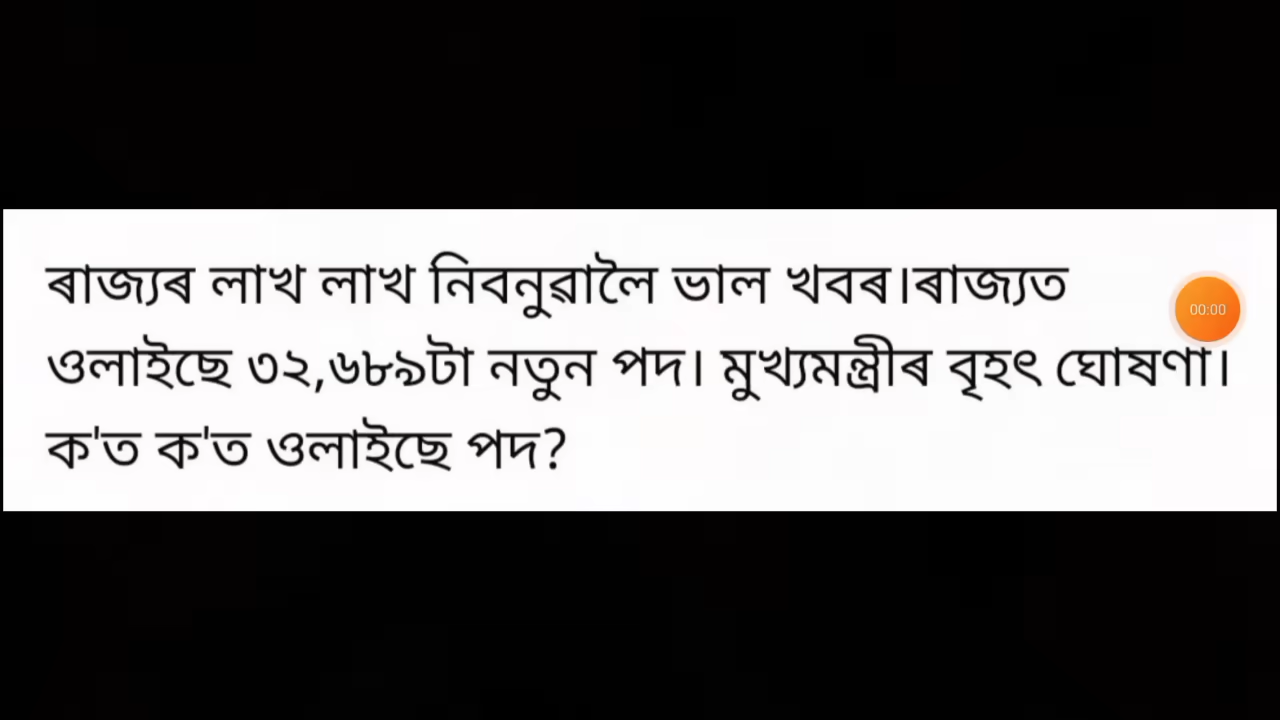 ৰাজ্যৰ লাখ লাখ নিবনুৱালৈ ভাল খবৰ।ৰাজ্যত
00:00
ওলাইছে ৩২,৬৮৯টা নতুন পদ। মুখ্যমন্ত্ৰীৰ বৃহৎ ঘোষণা।
ক'ত ক'ত ওলাইছে পদ?